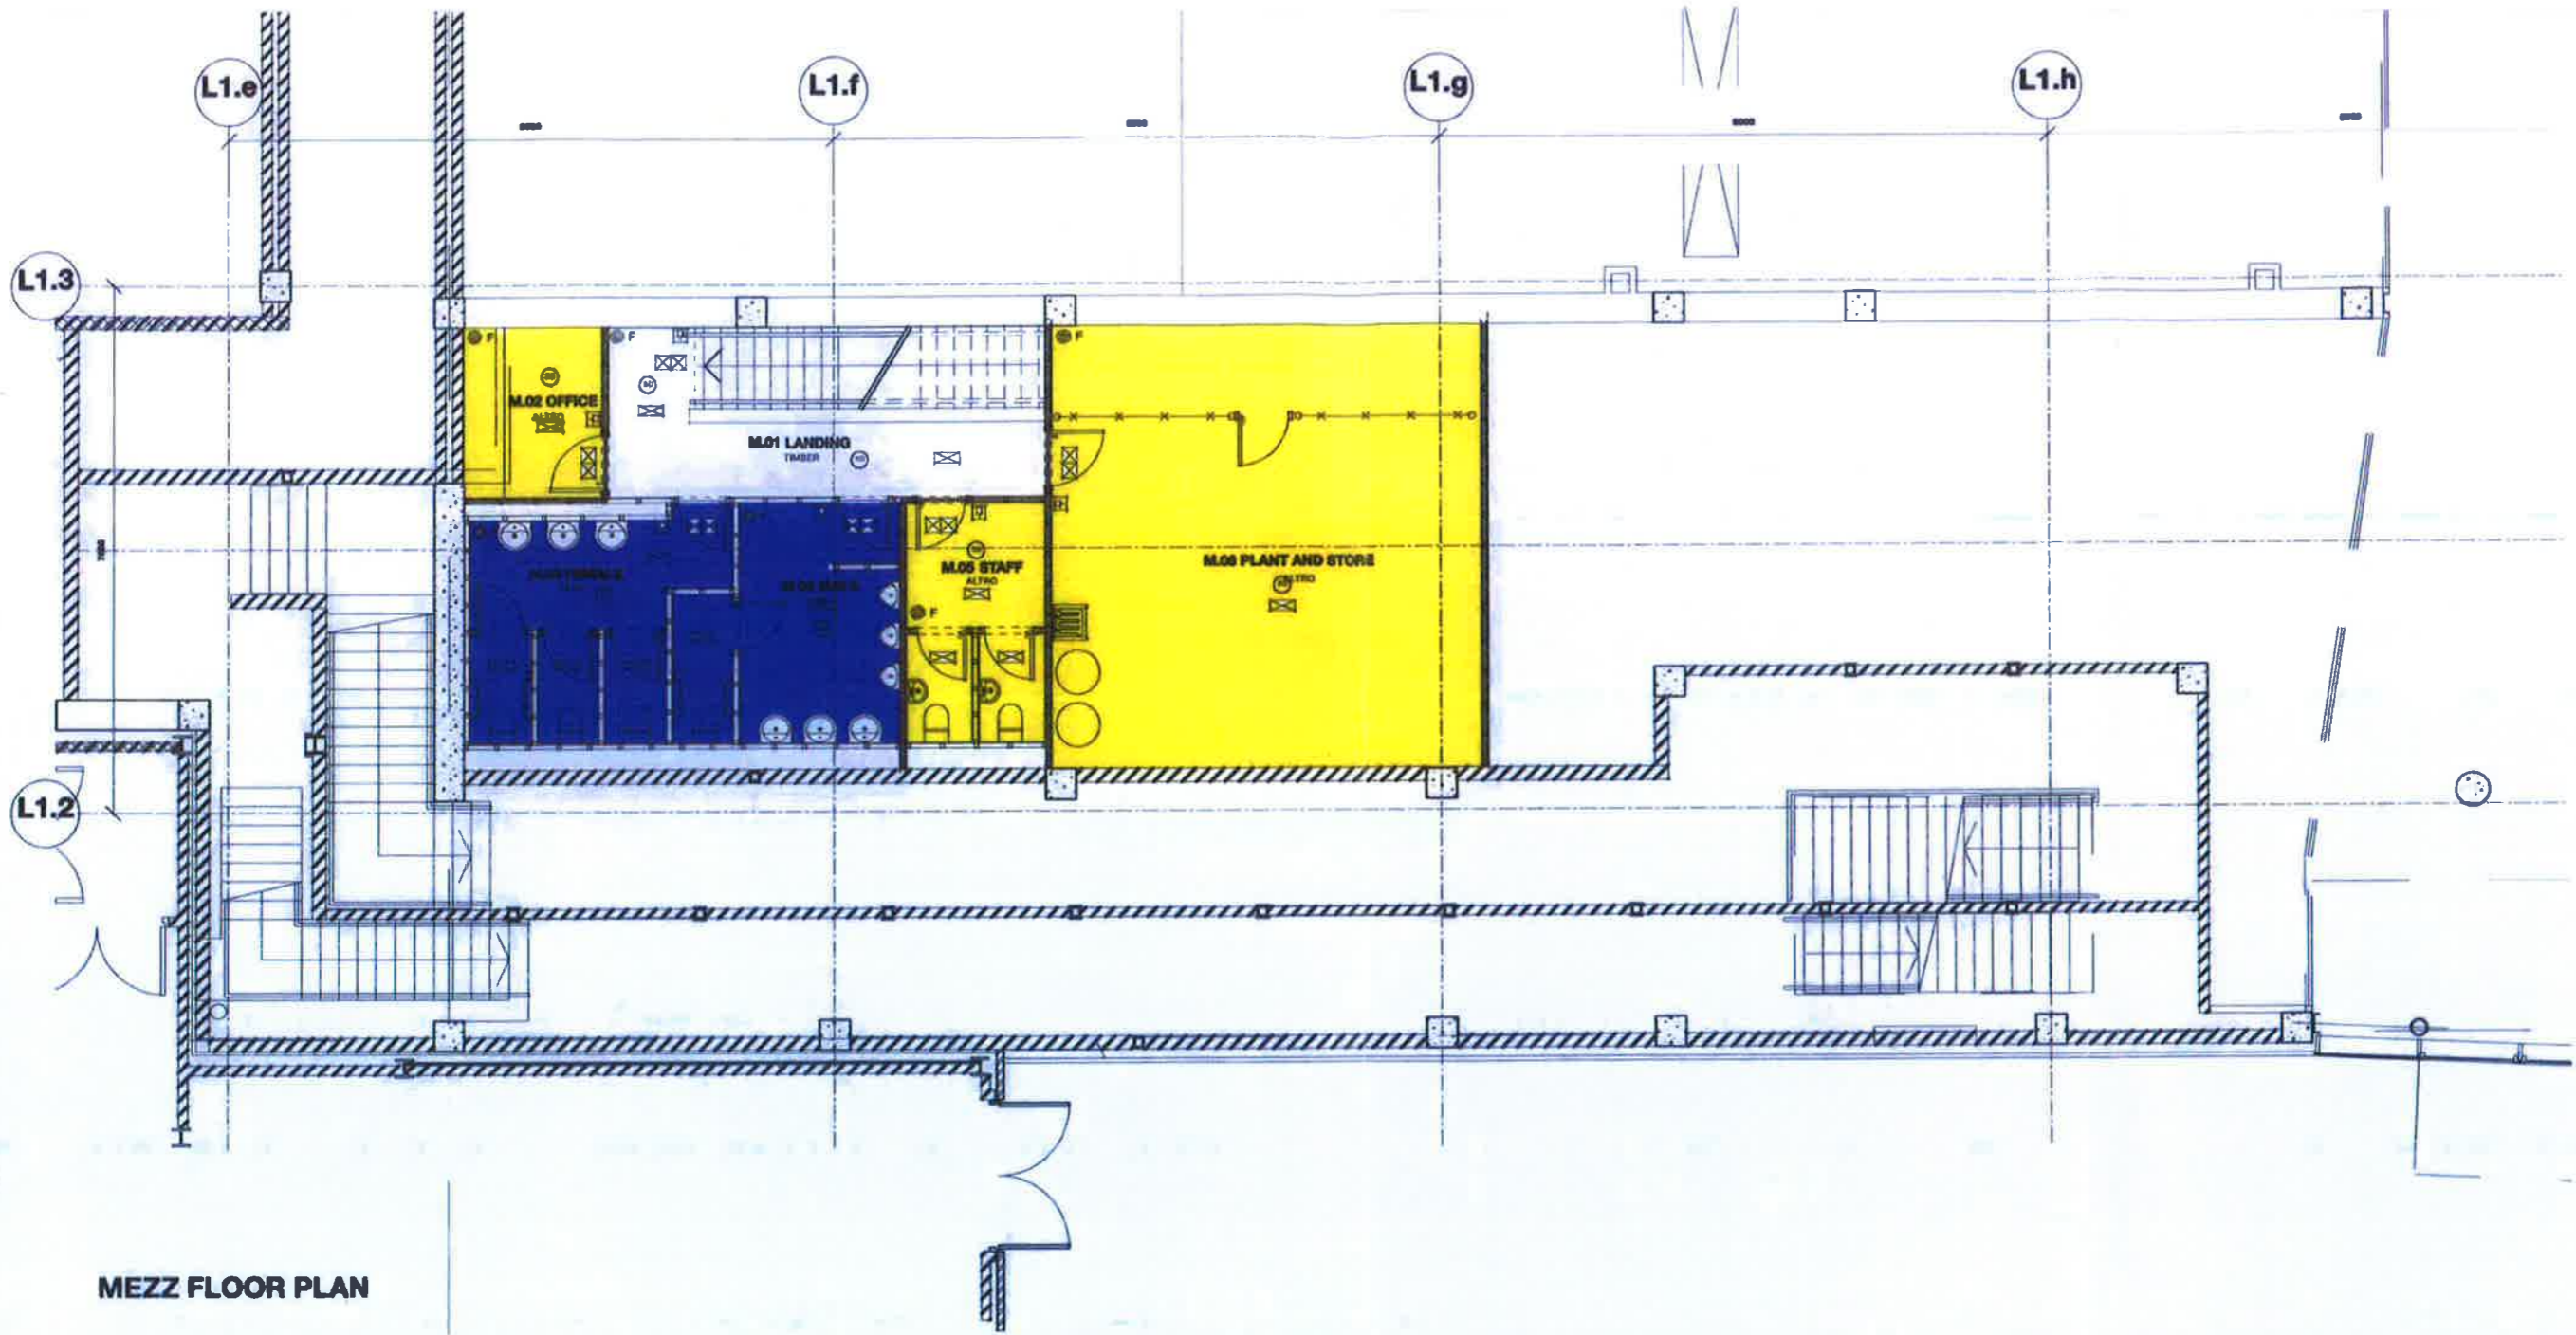 L1.e
L1.f
L1.g
L1.h
L1.3
F
F
F
M.02 OFFICE
M.01 LANDING
TIMBER
M.05 STAFF
ALTRO
F
M.06 PLANT AND STORE
ALTRO
L1.2
MEZZ FLOOR PLAN